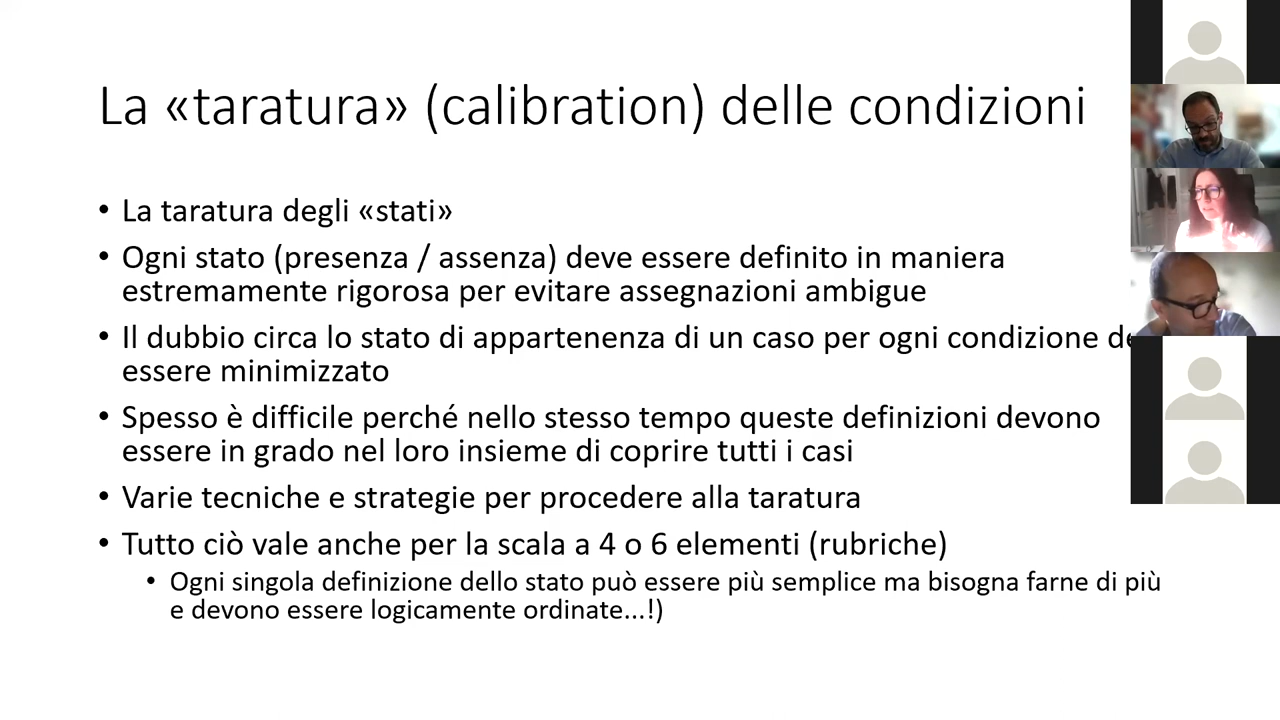 La «taratura» (calibration) delle condizioni
• La taratura degli «stati»
• Ogni stato (presenza / assenza) deve essere definito in maniera
estremamente rigorosa per evitare assegnazioni ambigue
• Il dubbio circa lo stato di appartenenza di un caso per ogni condizione
essere minimizzato
• Spesso è difficile perché nello stesso tempo queste definizioni devono
essere in grado nel loro insieme di coprire tutti i casi
• Varie tecniche e strategie per procedere alla taratura
• Tutto ciò vale anche per la scala a 4 o 6 elementi (rubriche)
• Ogni singola definizione dello stato può essere più semplice ma bisogna farne di più
e devono essere logicamente ordinate...!)